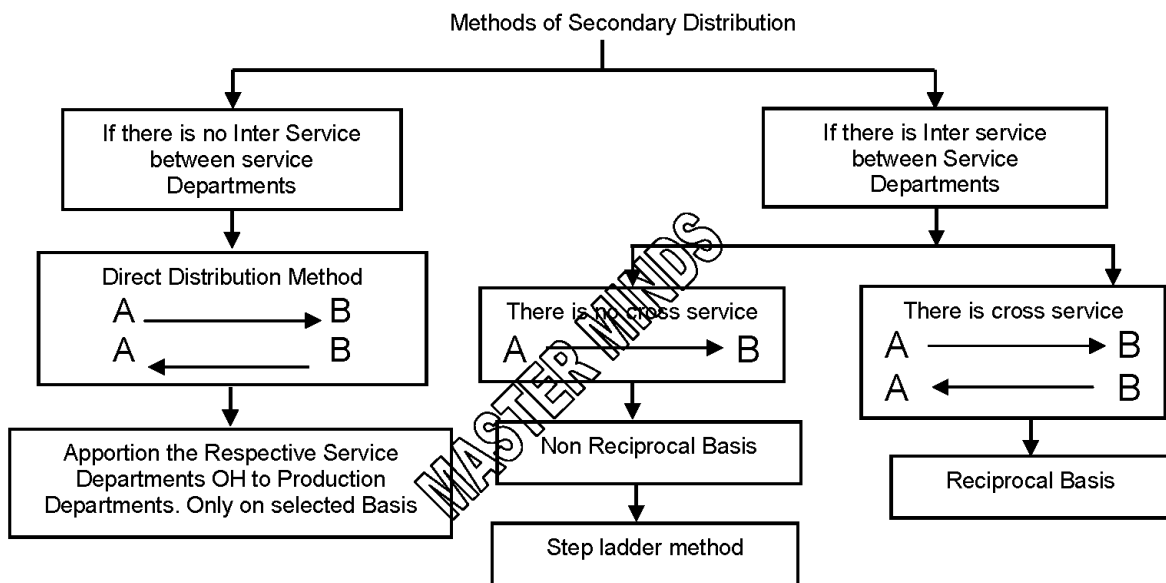 Methods of Secondary Distribution
If there is no Inter Service
between service
Departments
If there is Inter service
between Service
Departments
Direct Distribution Method
A B
A B
There is no cross service
A B
There is cross service
A B
A B
Apportion the Respective Service
Departments OH to Production
Departments. Only on selected Basis
Non Reciprocal Basis
Reciprocal Basis
Step ladder method
MASTER MINDS